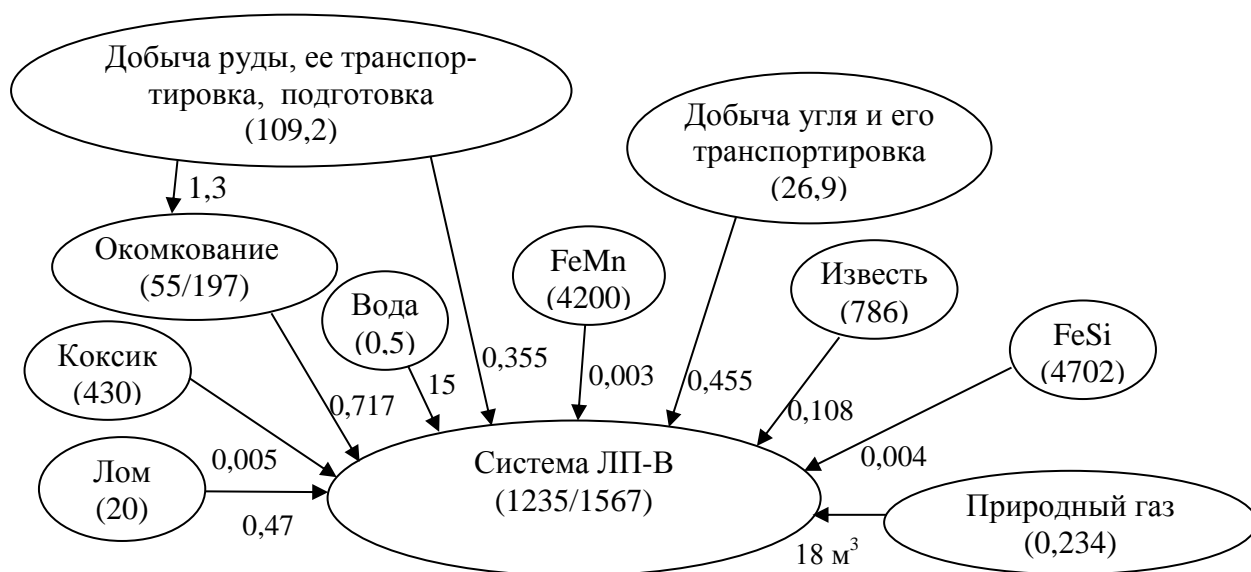 Добыча руды, ее транспор-
тировка, подготовка
(109,2)
Добыча угля и его
транспортировка
(26,9)
1,3
Окомкование
(55/197)
FeMn
(4200)
Известь
(786)
Вода
(0,5)
FeSi
(4702)
Коксик
(430)
0,355
0,003
0,455
15
0,717
0,108
Лом
(20)
0,005
0,004
Система ЛП-В
(1235/1567)
0,47
Природный газ
(0,234)
18 м³